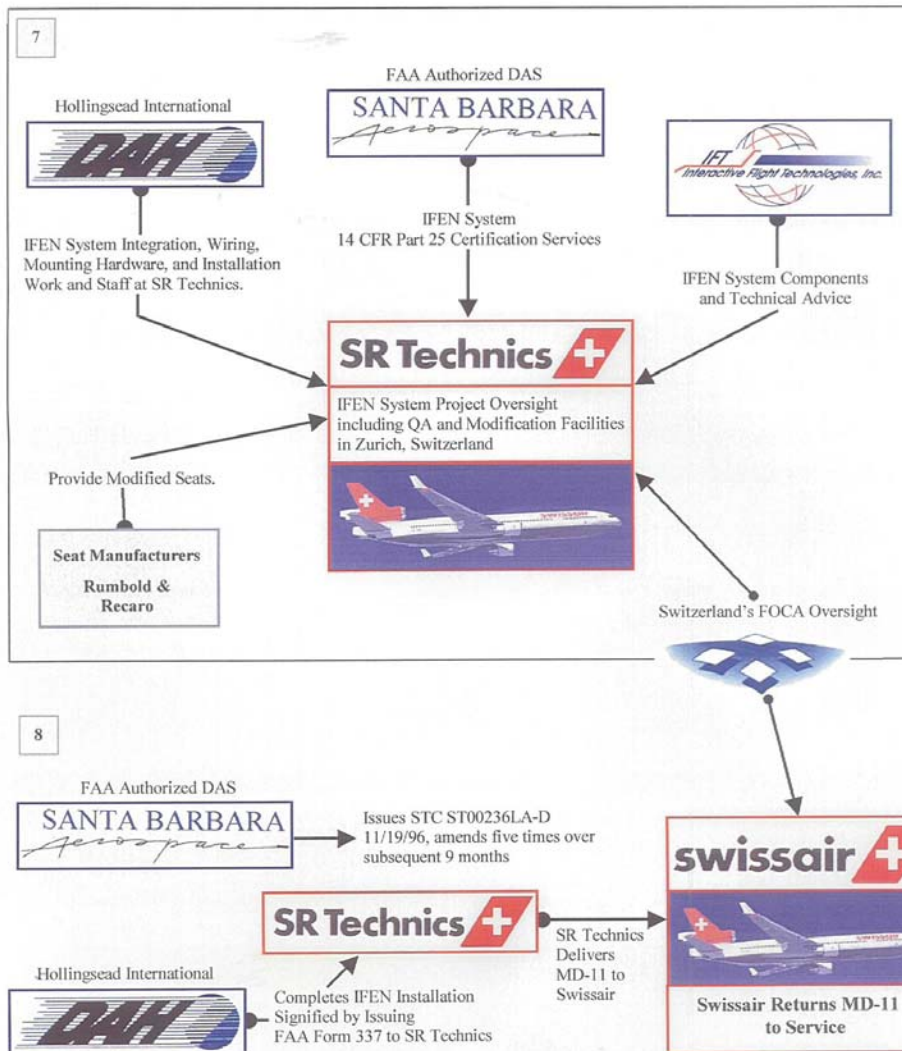 7
FAA Authorized DAS
Hollingsead International
SANTA BARBARA
Aerospace
DAH
IFT
Interactive Flight Technologies, Inc.
IFEN System
14 CFR Part 25 Certification Services
IFEN System Integration, Wiring,
Mounting Hardware, and Installation
Work and Staff at SR Technics.
IFEN System Components
and Technical Advice
SR Technics
IFEN System Project Oversight
including QA and Modification Facilities
in Zurich, Switzerland
Provide Modified Seats.
swissair
Seat Manufacturers
Rumbold &
Recaro
Switzerland's FOCA Oversight
8
FAA Authorized DAS
SANTA BARBARA
Aerospace
Issues STC ST00236LA-D
11/19/96, amends five times over
subsequent 9 months
swissair
SR Technics
SR Technics
Delivers
MD-11 to
Swissair
swissair
Hollingsead International
DAH
Completes IFEN Installation
Signified by Issuing
FAA Form 337 to SR Technics
Swissair Returns MD-11
to Service